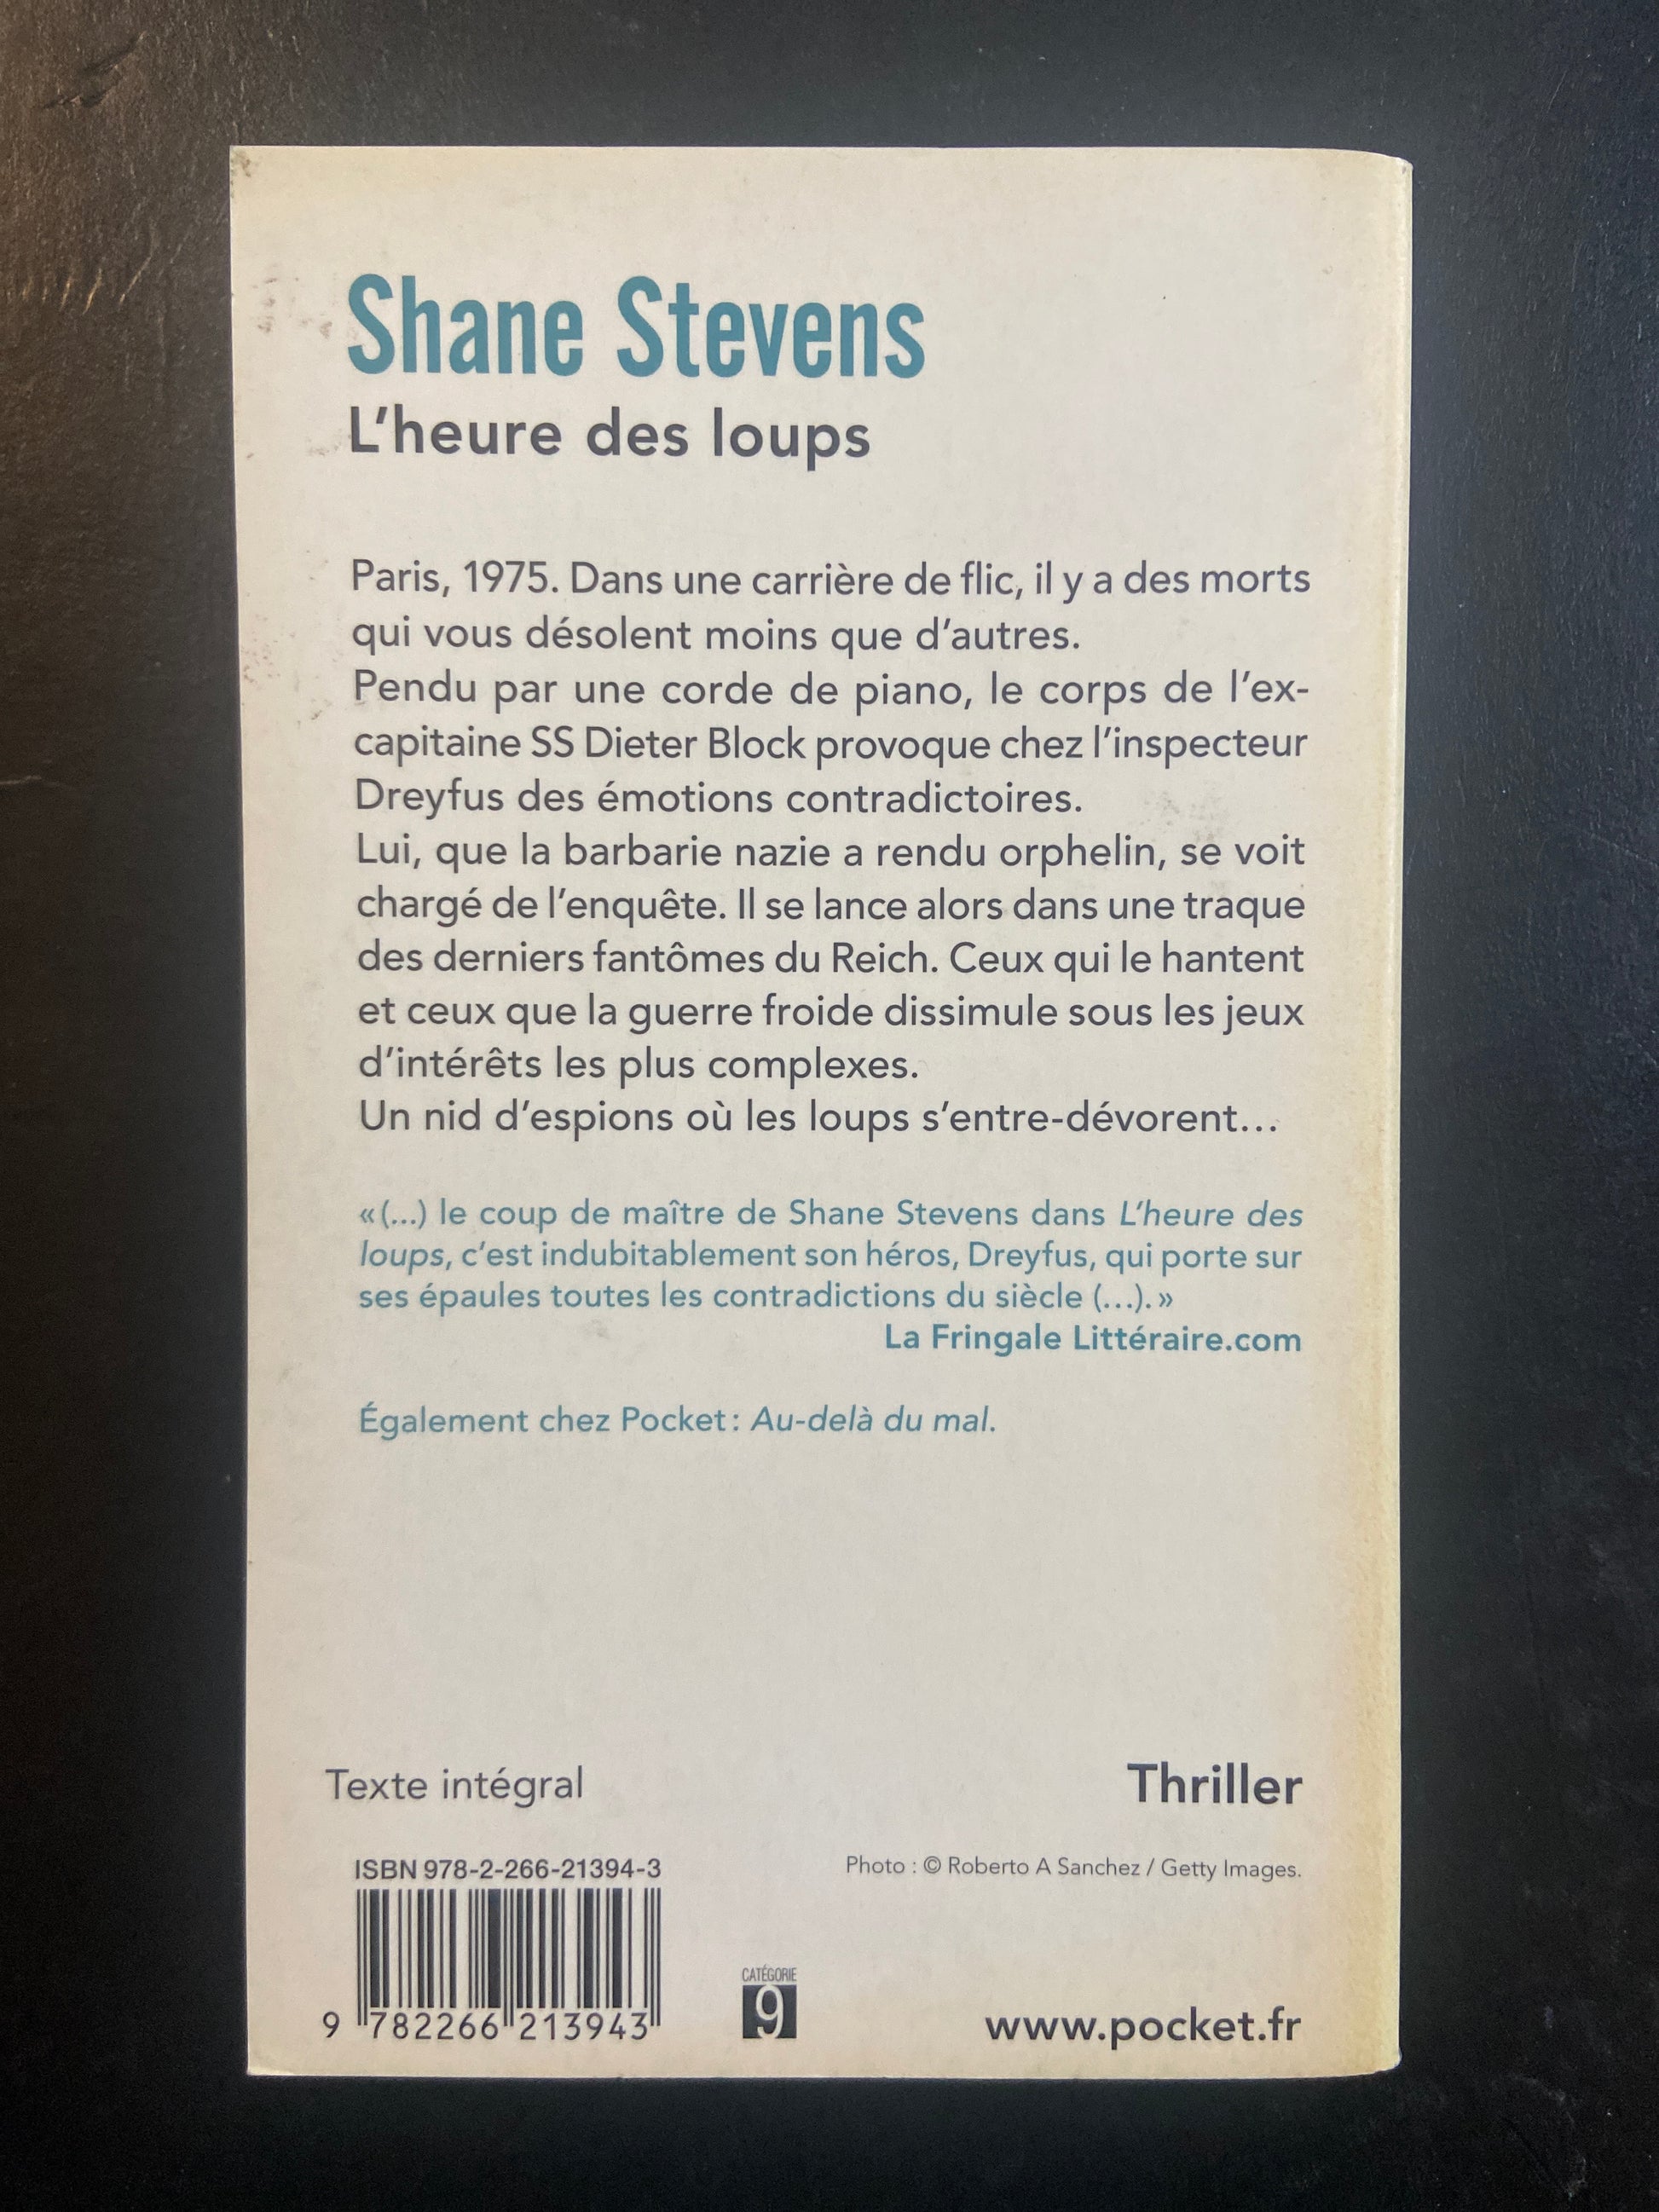 Shane Stevens
L'heure des loups
Paris, 1975. Dans une carrière de flic, il y a des morts
qui vous désolent moins que d'autres.
Pendu par une corde de piano, le corps de l'ex-
capitaine SS Dieter Block provoque chez l'inspecteur
Dreyfus des émotions contradictoires.
Lui, que la barbarie nazie a rendu orphelin, se voit
chargé de l'enquête. Il se lance alors dans une traque
des derniers fantômes du Reich. Ceux qui le hantent
et ceux que la guerre froide dissimule sous les jeux
d'intérêts les plus complexes.
Un nid d'espions où les loups s'entre-dévorent...
«(...) le coup de maître de Shane Stevens dans L'heure des
loups, c'est indubitablement son héros, Dreyfus, qui porte sur
ses épaules toutes les contradictions du siècle (...).»
La Fringale Littéraire.com
Également chez Pocket : Au-delà du mal.
Texte intégral
Thriller
ISBN 978-2-266-21394-3
Photo : © Roberto A Sanchez / Getty Images.
9 782266 213943
CATÉGORIE
9
www.pocket.fr